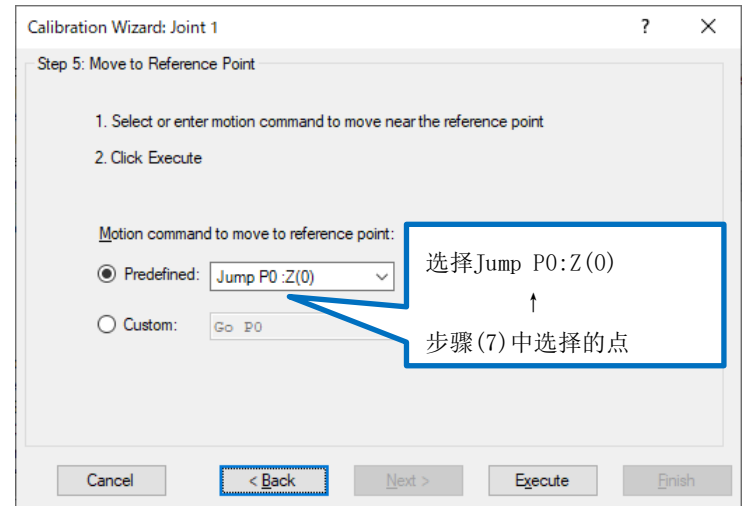 Calibration Wizard: Joint 1 ? ×
Step 5: Move to Reference Point
1. Select or enter motion command to move near the reference point
2. Click Execute
Motion command to move to reference point:
Predefined: Jump P0 :Z(0)
Custom: Go P0
选择Jump P0:Z(0)
↑
步骤(7)中选择的点
Cancel < Back Next > Execute Finish